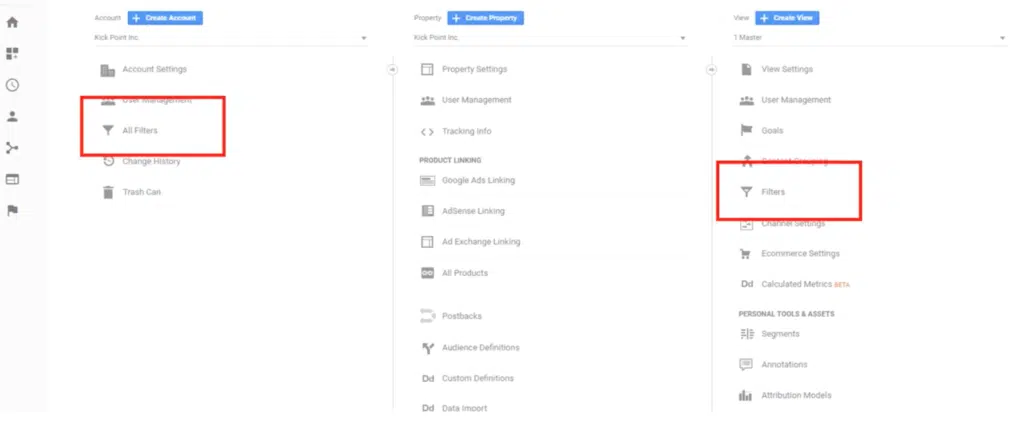 Account + Create Account
Kick Point Inc.
Account Settings
User Management
All Filters
Change History
Trash Can
Property + Create Property
Kick Point Inc.
Property Settings
User Management
Tracking Info
PRODUCT LINKING
Google Ads Linking
AdSense Linking
Ad Exchange Linking
All Products
Postbacks
Audience Definitions
Dd Custom Definitions
Dd Data Import
View + Create View
1 Master
View Settings
User Management
Goals
Content Grouping
Filters
Channel Settings
Ecommerce Settings
Dd Calculated Metrics BETA
PERSONAL TOOLS & ASSETS
Segments
Annotations
Attribution Models